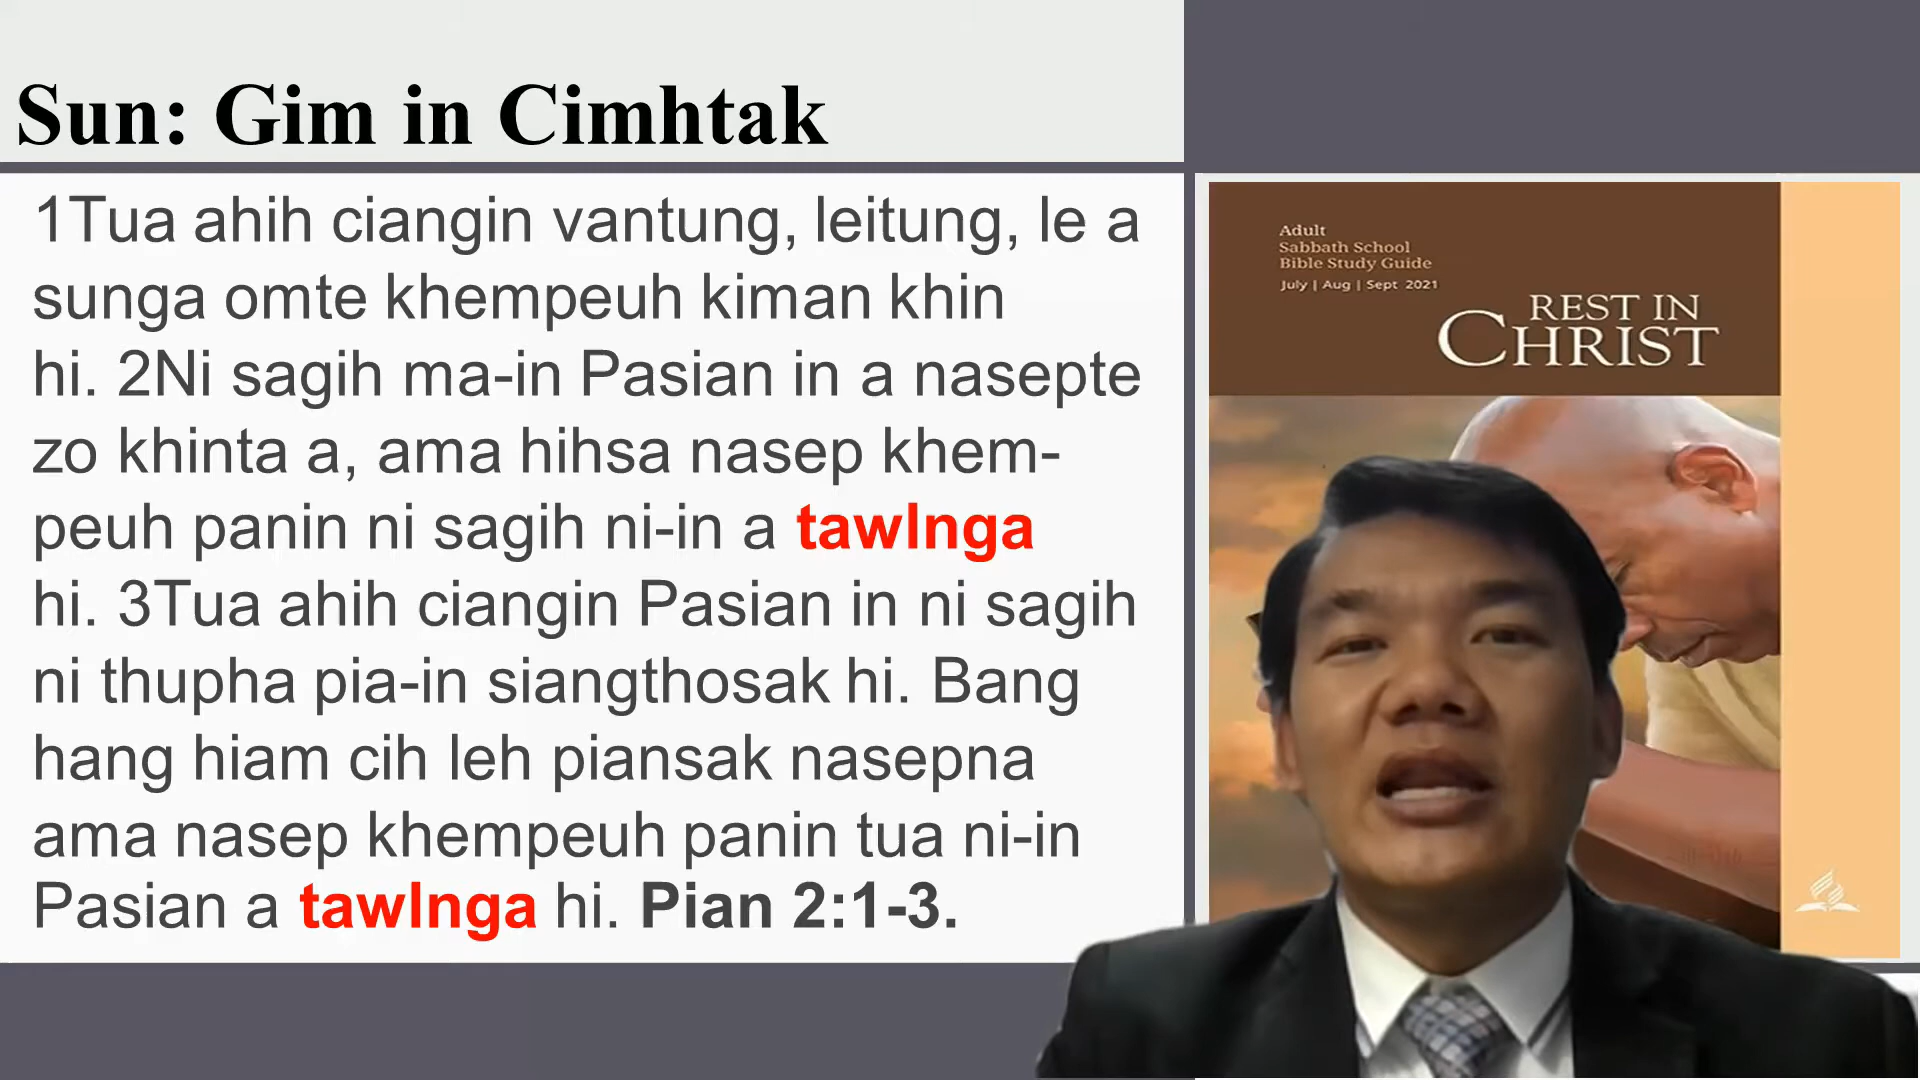 Sun: Gim in Cimhtak
1Tua ahih ciangin vantung, leitung, le a
sunga omte khempeuh kiman khin
hi. 2Ni sagih ma-in Pasian in a nasepte
zo khinta a, ama hihsa nasep khem-
peuh panin ni sagih ni-in a tawlnga
hi. 3Tua ahih ciangin Pasian in ni sagih
ni thupha pia-in siangthosak hi. Bang
hang hiam cih leh piansak nasepna
ama nasep khempeuh panin tua ni-in
Pasian a tawlnga hi. Pian 2:1-3.
Adult
Sabbath School
Bible Study Guide
July | Aug | Sept 2021
REST IN
CHRIST